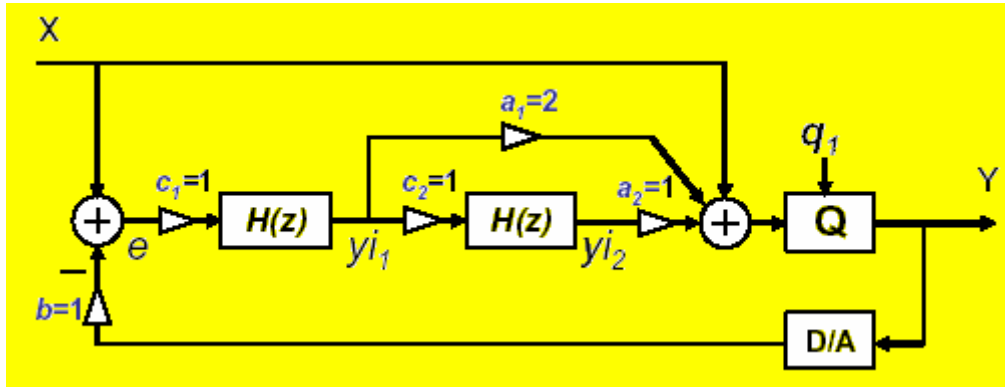 X
a₁=2
q₁
c₁=1
c₂=1
a₂=1
Y
+
H(z)
H(z)
+
Q
e
yi₁
yi₂
−
b=1
D/A